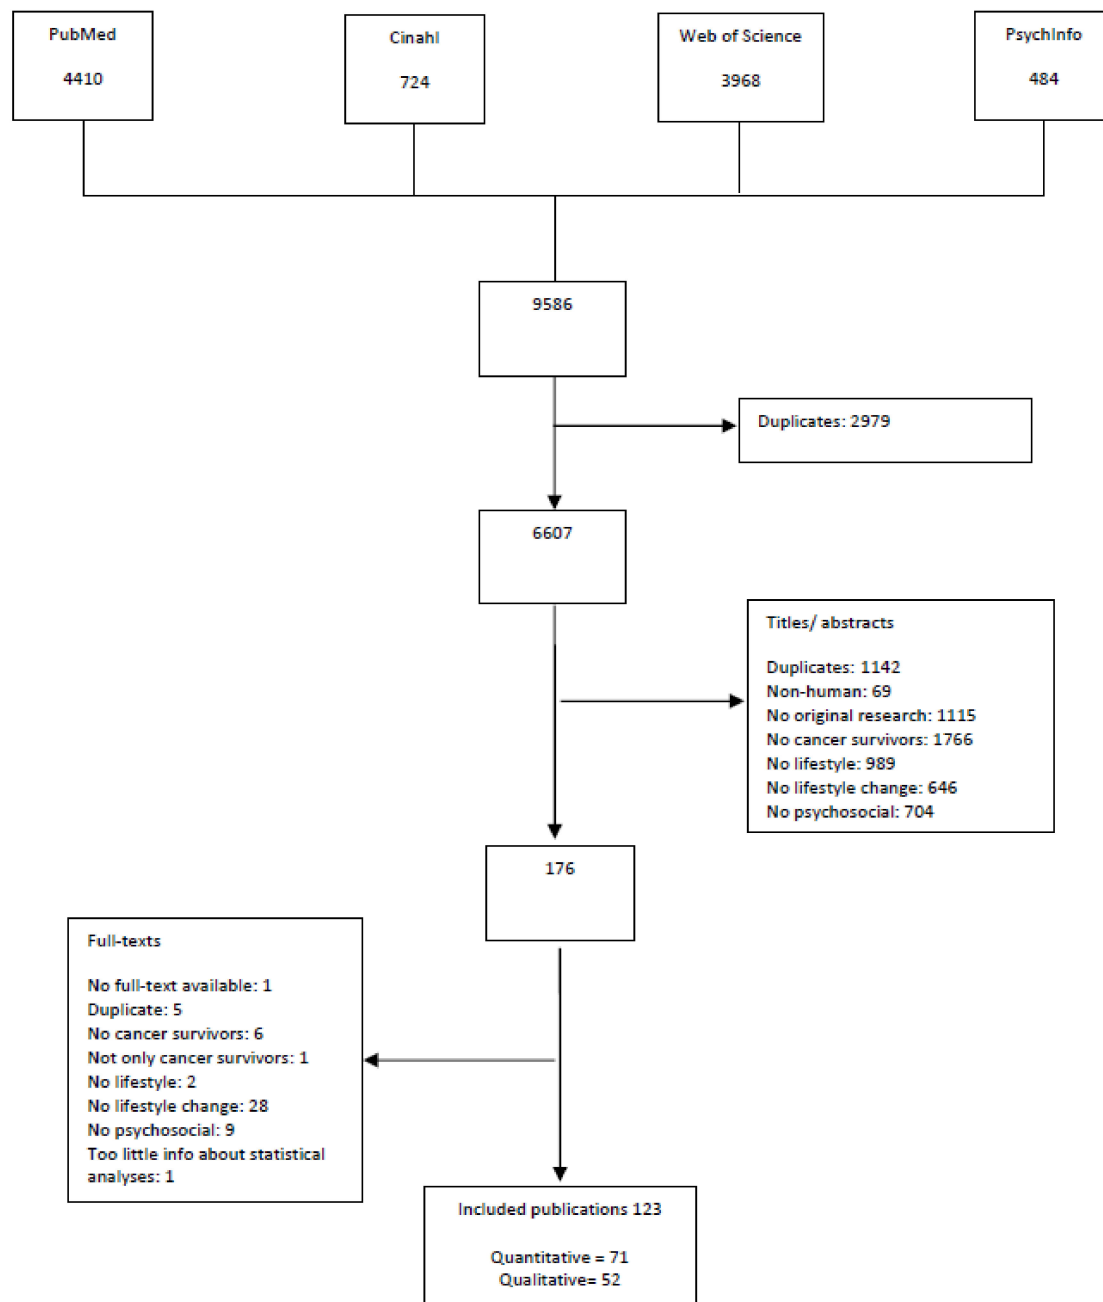 PubMed
4410
Cinahl
724
Web of Science
3968
PsychInfo
484
9586
Duplicates: 2979
6607
Titles/ abstracts
Duplicates: 1142
Non-human: 69
No original research: 1115
No cancer survivors: 1766
No lifestyle: 989
No lifestyle change: 646
No psychosocial: 704
176
Full-texts
No full-text available: 1
Duplicate: 5
No cancer survivors: 6
Not only cancer survivors: 1
No lifestyle: 2
No lifestyle change: 28
No psychosocial: 9
Too little info about statistical
analyses: 1
Included publications 123
Quantitative = 71
Qualitative= 52